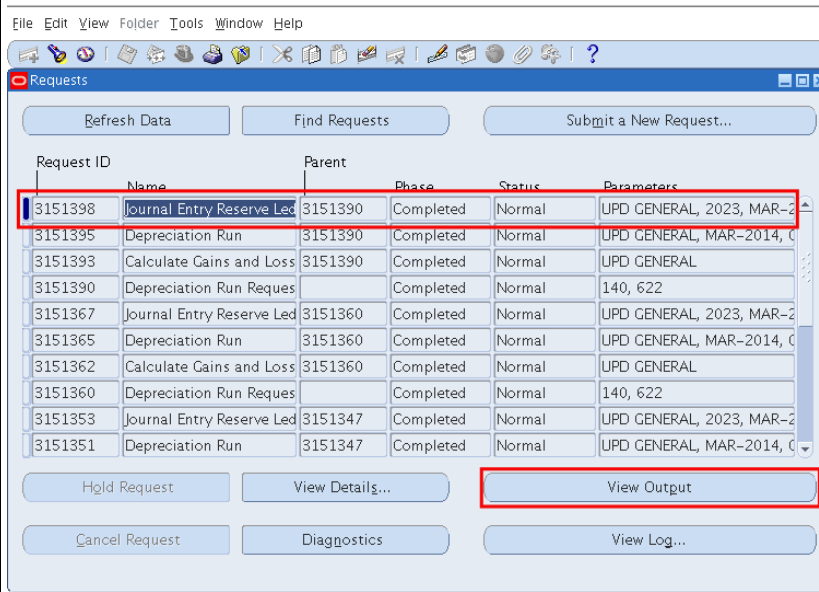 File Edit View Folder Tools Window Help
Requests
Refresh Data Find Requests Submit a New Request...
Request ID Parent
Name Phase Status Parameters
3151398 Journal Entry Reserve Led 3151390 Completed Normal UPD GENERAL, 2023, MAR-2
3151395 Depreciation Run 3151390 Completed Normal UPD GENERAL, MAR-2014, 0
3151393 Calculate Gains and Loss 3151390 Completed Normal UPD GENERAL
3151390 Depreciation Run Reques Completed Normal 140, 622
3151367 Journal Entry Reserve Led 3151360 Completed Normal UPD GENERAL, 2023, MAR-2
3151365 Depreciation Run 3151360 Completed Normal UPD GENERAL, MAR-2014, 0
3151362 Calculate Gains and Loss 3151360 Completed Normal UPD GENERAL
3151360 Depreciation Run Reques Completed Normal 140, 622
3151353 Journal Entry Reserve Led 3151347 Completed Normal UPD GENERAL, 2023, MAR-2
3151351 Depreciation Run 3151347 Completed Normal UPD GENERAL, MAR-2014, 0
Hold Request View Details... View Output
Cancel Request Diagnostics View Log...